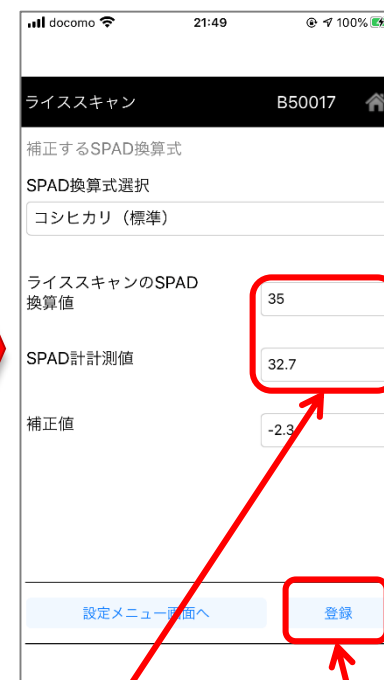 docomo 21:49 100%
ライススキャン B50017
補正するSPAD換算式
SPAD換算式選択
コシヒカリ（標準）
ライススキャンのSPAD
換算値 35
SPAD計計測値 32.7
補正値 -2.3
設定メニュー画面へ 登録